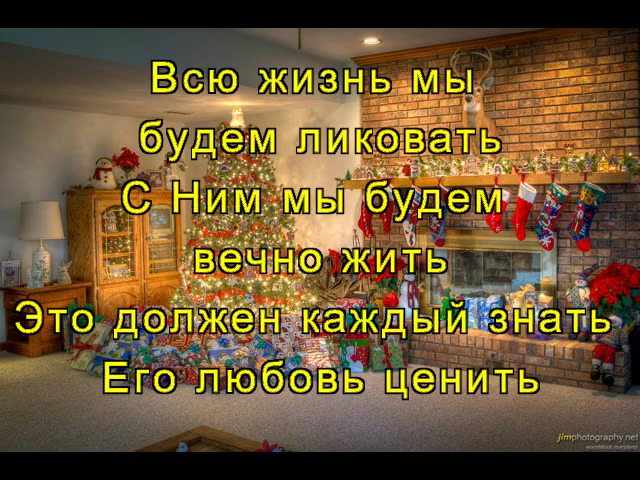 Всю жизнь мы
будем ликовать
С Ним мы будем
вечно жить
Это должен каждый знать
Его любовь ценить
jimphotography.net